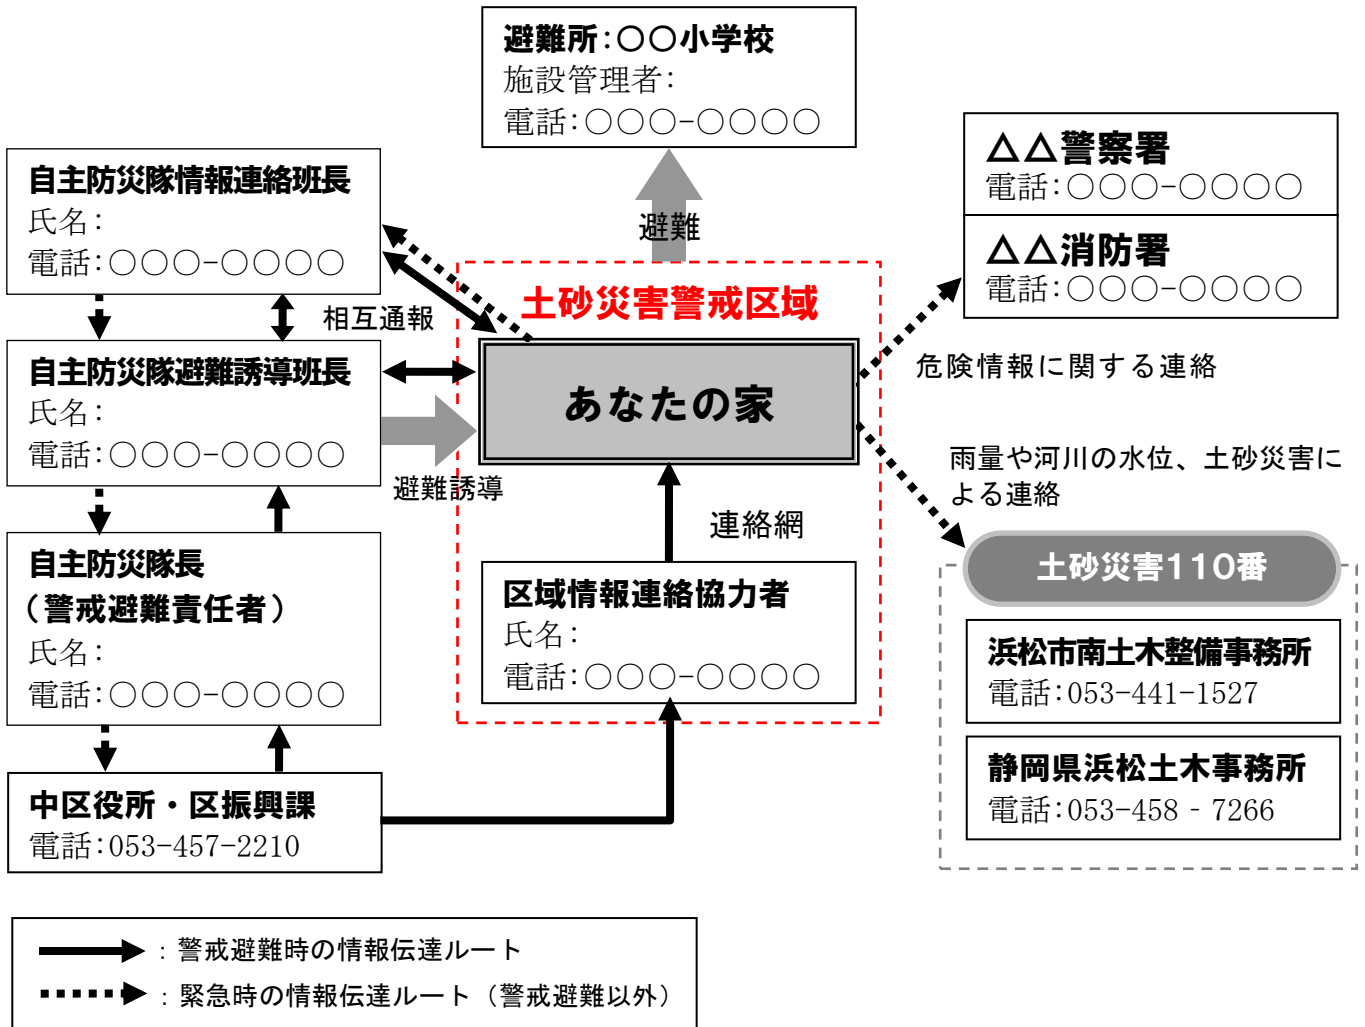 避難所:○○小学校
施設管理者:
電話:○○○-○○○○
△△警察署
電話:○○○-○○○○
△△消防署
電話:○○○-○○○○
自主防災隊情報連絡班長
氏名:
電話:○○○-○○○○
避難
土砂災害警戒区域
相互通報
自主防災隊避難誘導班長
氏名:
電話:○○○-○○○○
あなたの家
危険情報に関する連絡
避難誘導
雨量や河川の水位、土砂災害に
よる連絡
連絡網
自主防災隊長
(警戒避難責任者)
氏名:
電話:○○○-○○○○
区域情報連絡協力者
氏名:
電話:○○○-○○○○
土砂災害110番
浜松市南土木整備事務所
電話:053-441-1527
静岡県浜松土木事務所
電話:053-458‐7266
中区役所・区振興課
電話:053-457-2210
:警戒避難時の情報伝達ルート
:緊急時の情報伝達ルート(警戒避難以外)